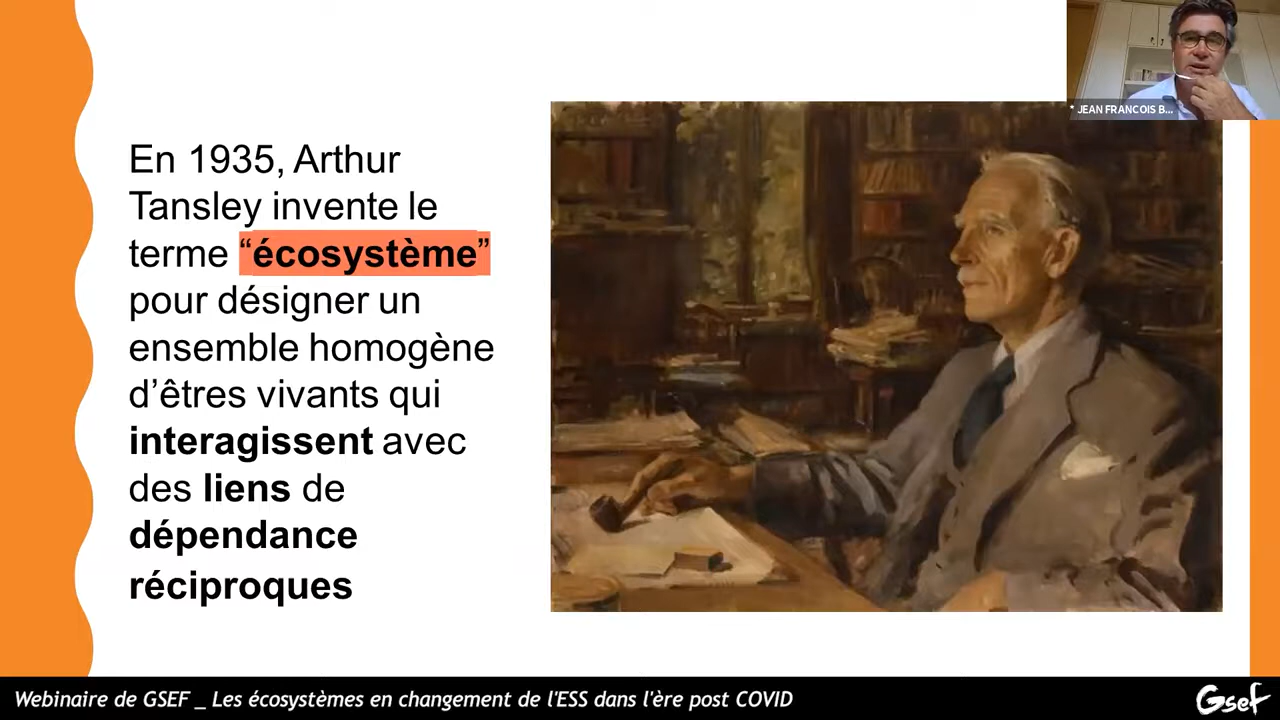 * JEAN FRANCOIS B...
En 1935, Arthur
Tansley invente le
terme “écosystème”
pour désigner un
ensemble homogène
d’êtres vivants qui
interagissent avec
des liens de
dépendance
réciproques
Webinaire de GSEF _ Les écosystèmes en changement de l'ESS dans l'ère post COVID
Gsef